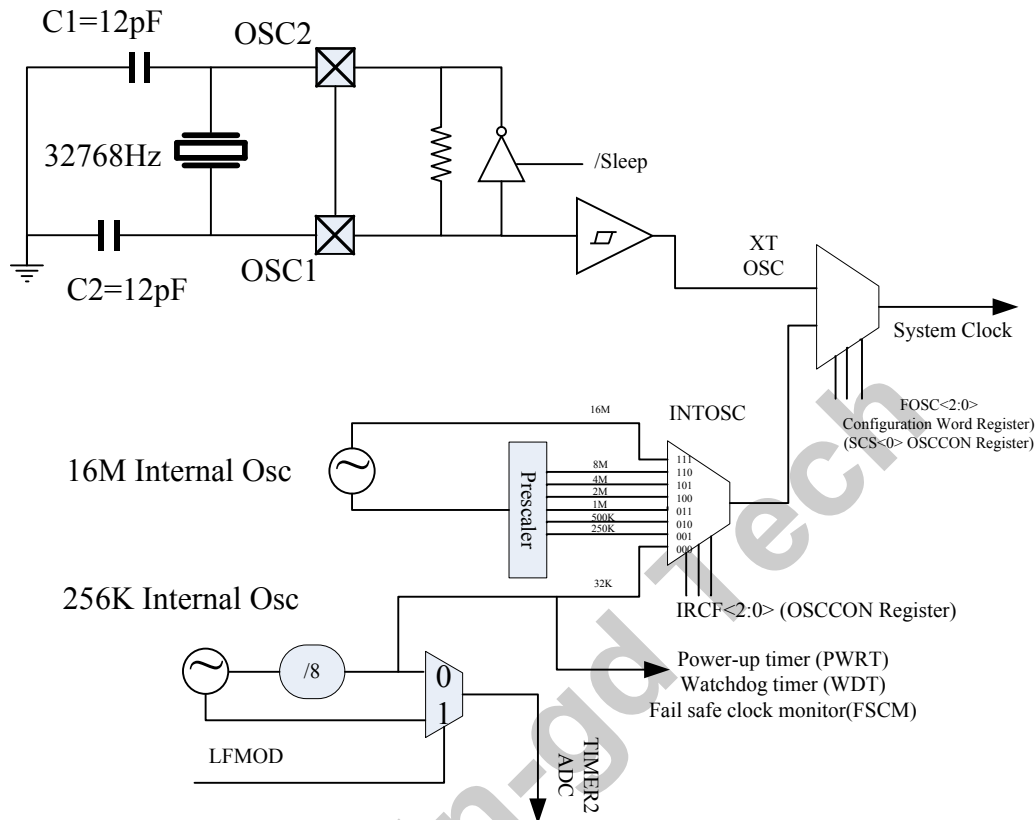 C1=12pF
OSC2
32768Hz
/Sleep
OSC1
C2=12pF
XT
OSC
System Clock
FOSC<2:0>
Configuration Word Register)
(SCS<0> OSCCON Register)
16M
INTOSC
16M Internal Osc
Prescaler
8M
4M
2M
1M
500K
250K
111
110
101
100
011
010
001
000
32K
256K Internal Osc
IRCF<2:0> (OSCCON Register)
/8
0
1
Power-up timer (PWRT)
Watchdog timer (WDT)
Fail safe clock monitor(FSCM)
LFMOD
TIMER2
ADC
n-gd Tech